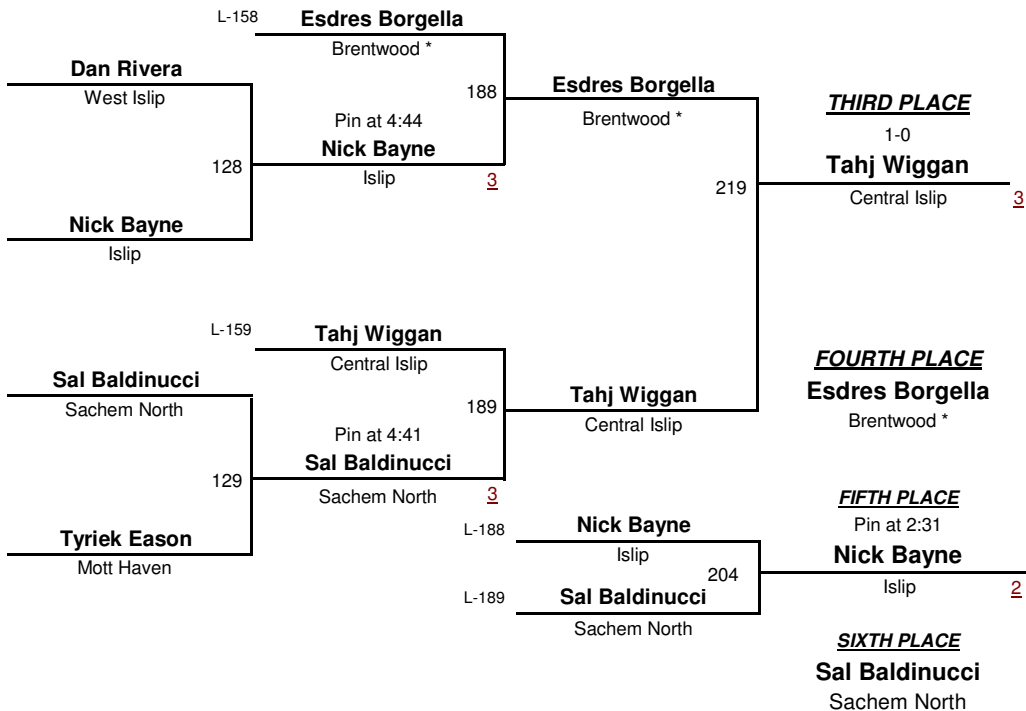 L-158
Esdres Borgella
Brentwood *
Dan Rivera
West Islip
188
Esdres Borgella
Brentwood *
THIRD PLACE
1-0
Tahj Wiggan
Central Islip
3
Pin at 4:44
Nick Bayne
Islip
3
128
219
Nick Bayne
Islip
L-159
Tahj Wiggan
Central Islip
Sal Baldinucci
Sachem North
189
Tahj Wiggan
Central Islip
FOURTH PLACE
Esdres Borgella
Brentwood *
Pin at 4:41
Sal Baldinucci
Sachem North
3
129
Tyriek Eason
Mott Haven
L-188
Nick Bayne
Islip
204
L-189
Sal Baldinucci
Sachem North
FIFTH PLACE
Pin at 2:31
Nick Bayne
Islip
2
SIXTH PLACE
Sal Baldinucci
Sachem North